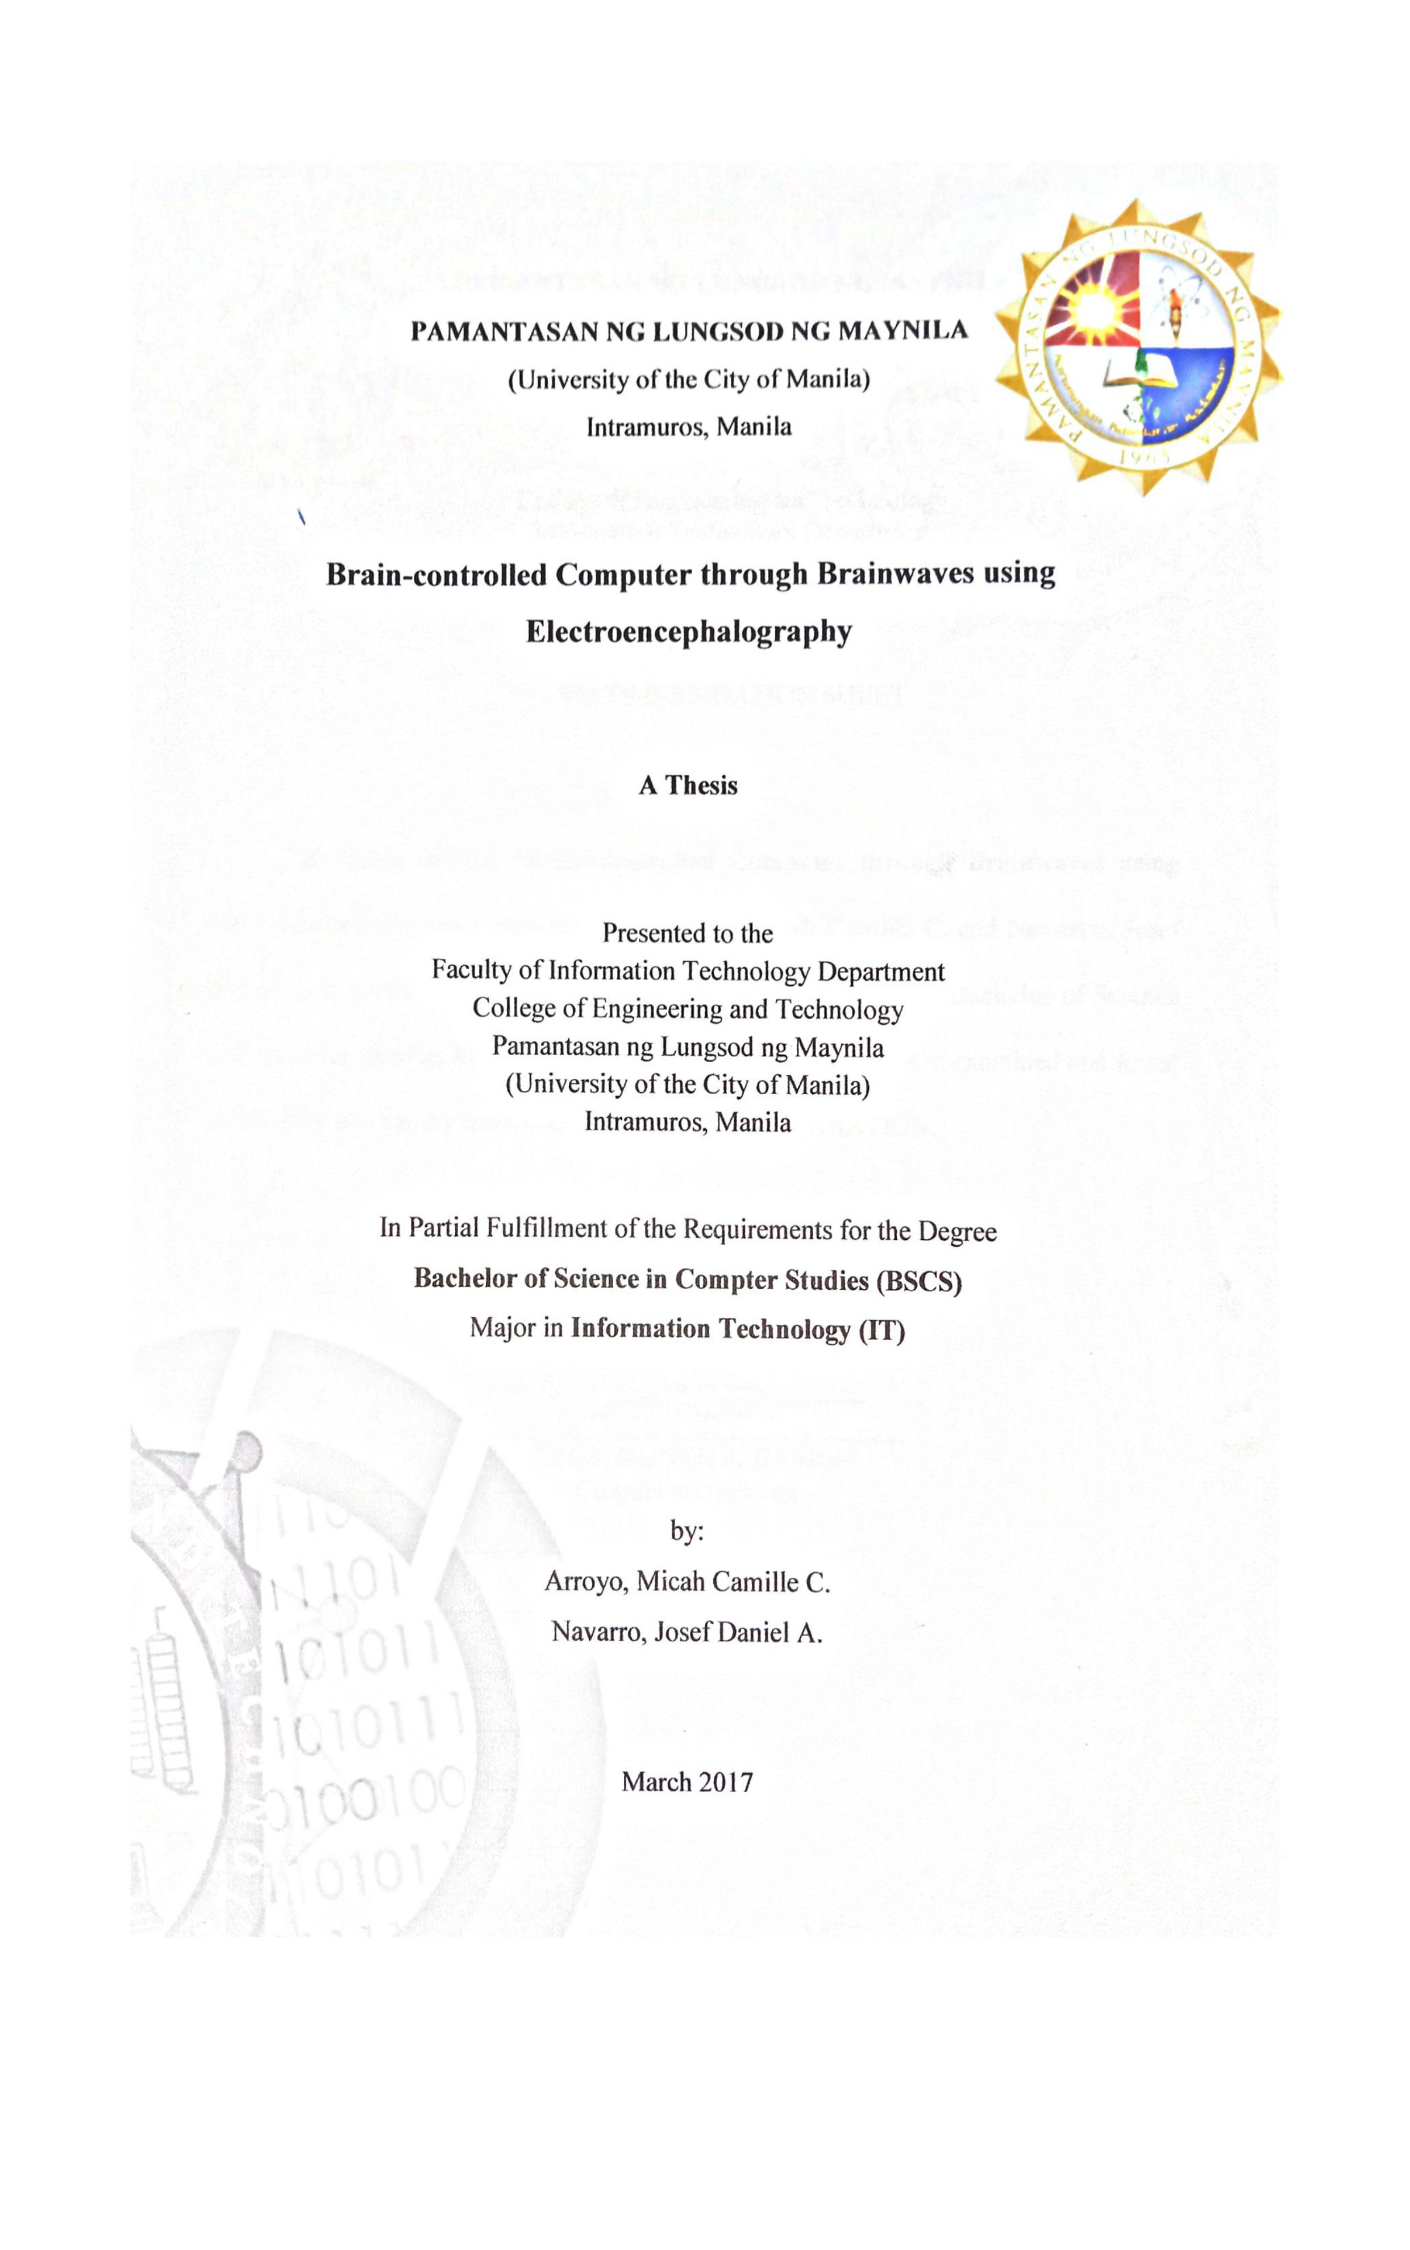 PAMANTASAN NG LUNGSOD NG MAYNILA
(University of the City of Manila)
Intramuros, Manila
PAMANTASAN NG LUNGSOD NG MAYNILA
1965
Brain-controlled Computer through Brainwaves using
Electroencephalography
A Thesis
Presented to the
Faculty of Information Technology Department
College of Engineering and Technology
Pamantasan ng Lungsod ng Maynila
(University of the City of Manila)
Intramuros, Manila
In Partial Fulfillment of the Requirements for the Degree
Bachelor of Science in Compter Studies (BSCS)
Major in Information Technology (IT)
by:
Arroyo, Micah Camille C.
Navarro, Josef Daniel A.
March 2017